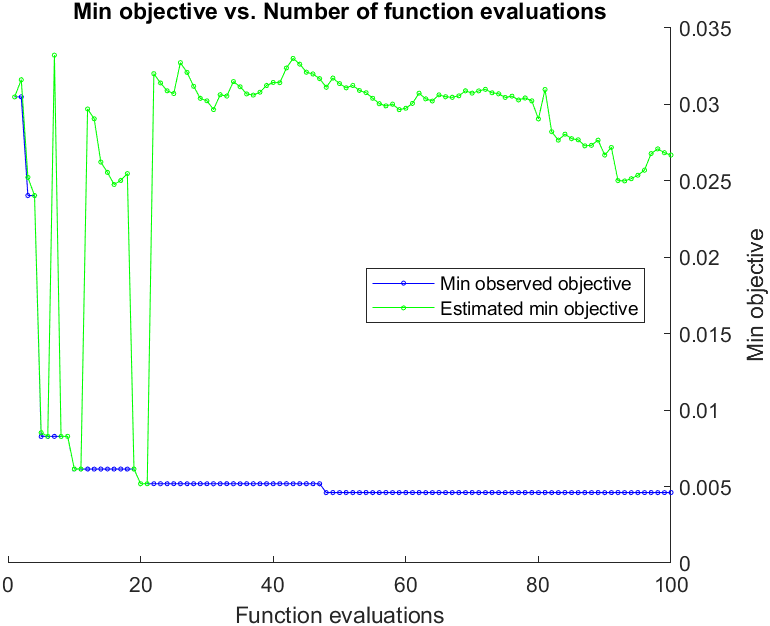 Min objective vs. Number of function evaluations
0.035
0.03
0.025
0.02
0.015
0.01
0.005
0
Min objective
Min observed objective
Estimated min objective
0 20 40 60 80 100
Function evaluations